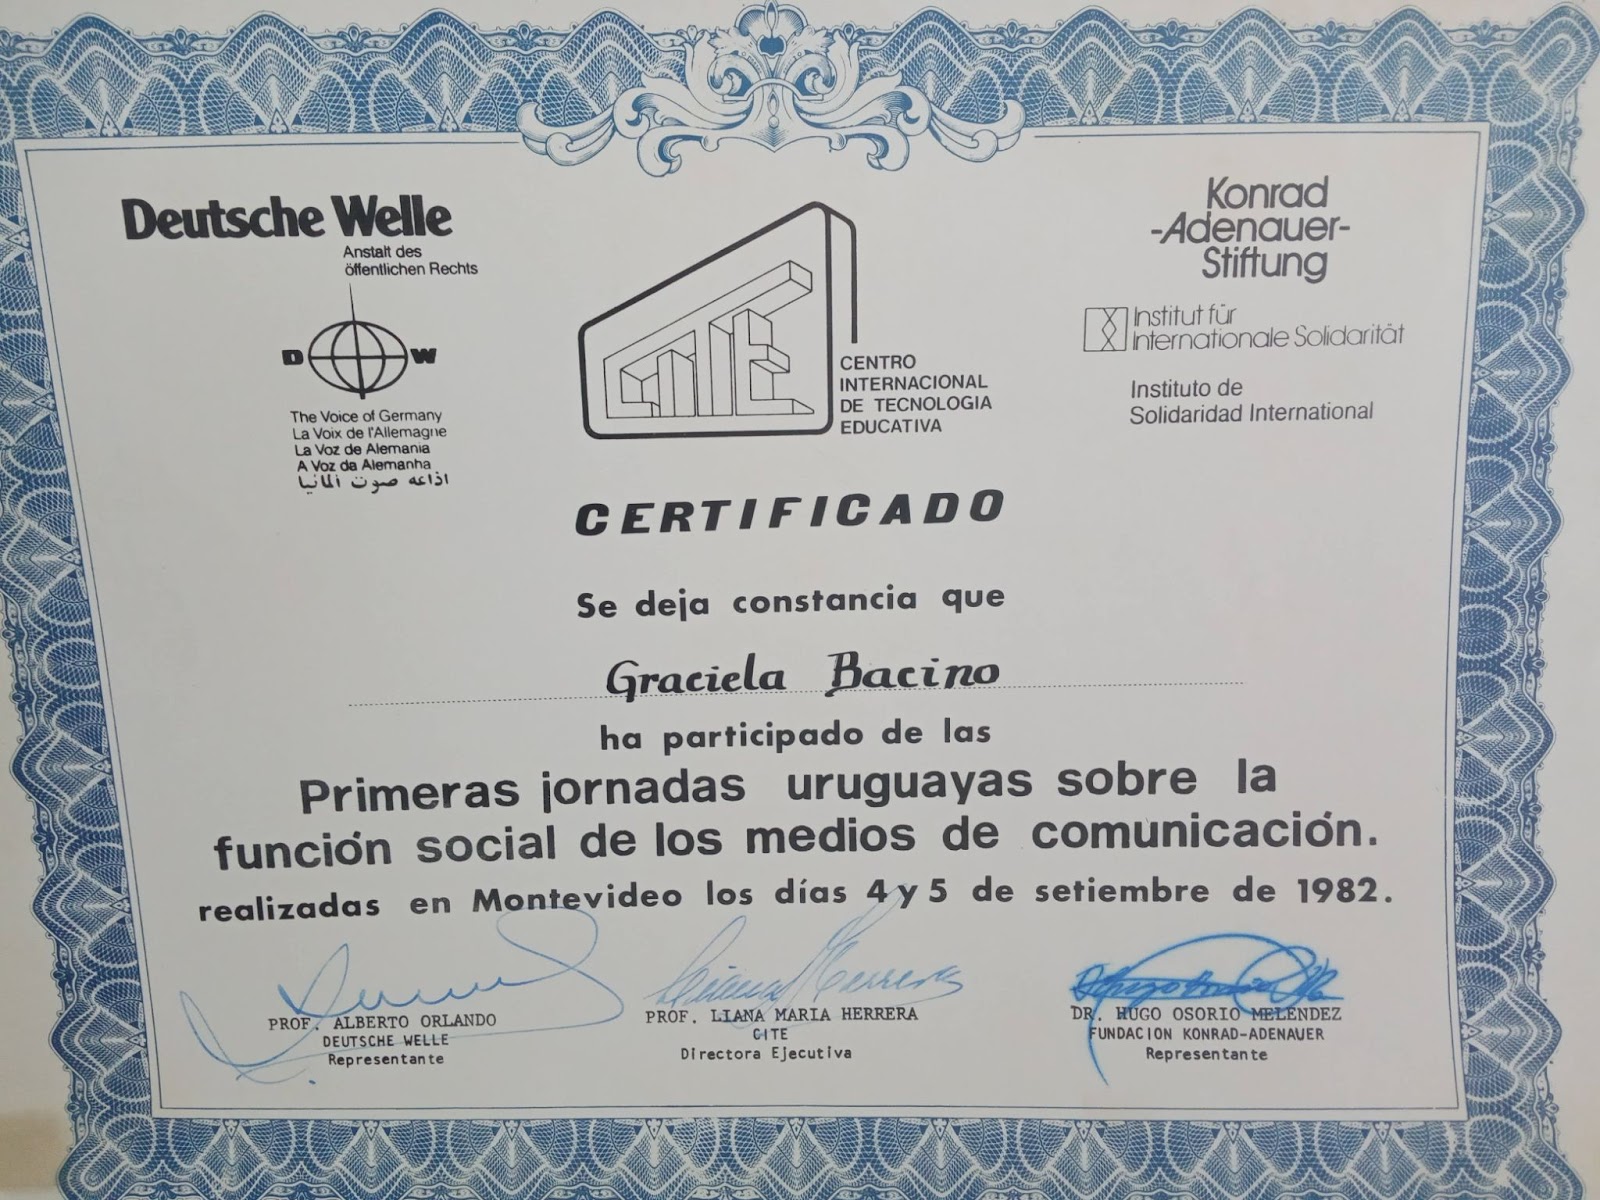 Deutsche Welle
Anstalt des
öffentlichen Rechts
D W
The Voice of Germany
La Voix de l'Allemagne
La Voz de Alemania
A Voz da Alemanha
اذاعه صوت المانيا
CITE
CENTRO
INTERNACIONAL
DE TECNOLOGIA
EDUCATIVA
Konrad
-Adenauer-
Stiftung
Institut für
Internationale Solidarität
Instituto de
Solidaridad International
CERTIFICADO
Se deja constancia que
Graciela Bacino
ha participado de las
Primeras jornadas uruguayas sobre la
función social de los medios de comunicación.
realizadas en Montevideo los días 4 y 5 de setiembre de 1982.
Liliana Herrera
PROF. ALBERTO ORLANDO
DEUTSCHE WELLE
Representante
PROF. LIANA MARIA HERRERA
CITE
Directora Ejecutiva
DR. HUGO OSORIO MELENDEZ
FUNDACION KONRAD-ADENAUER
Representante